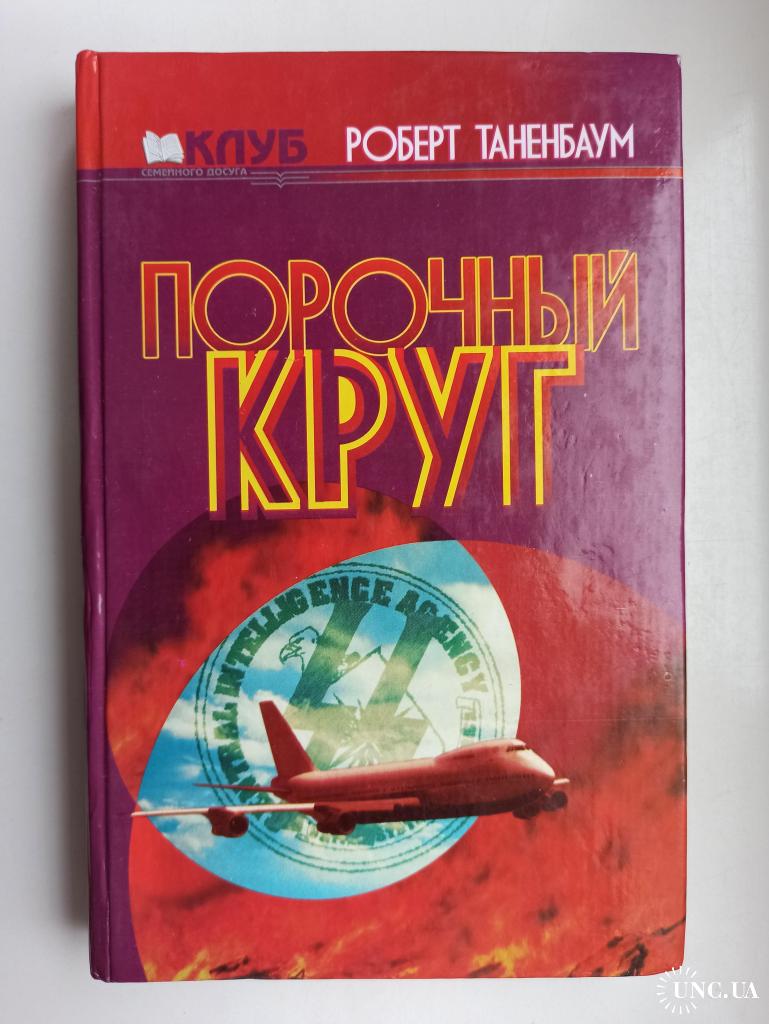 КЛУБ
СЕМЕЙНОГО ДОСУГА
РОБЕРТ ТАНЕНБАУМ
ПОРОЧНЫЙ
КРУГ
CENTRAL INTELLIGENCE AGENCY
UNC.UA